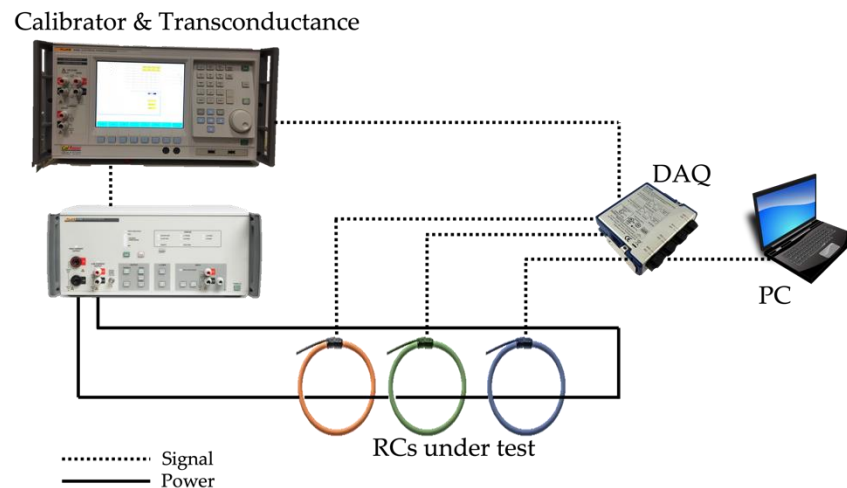 Calibrator & Transconductance
DAQ
PC
RCs under test
Signal
Power